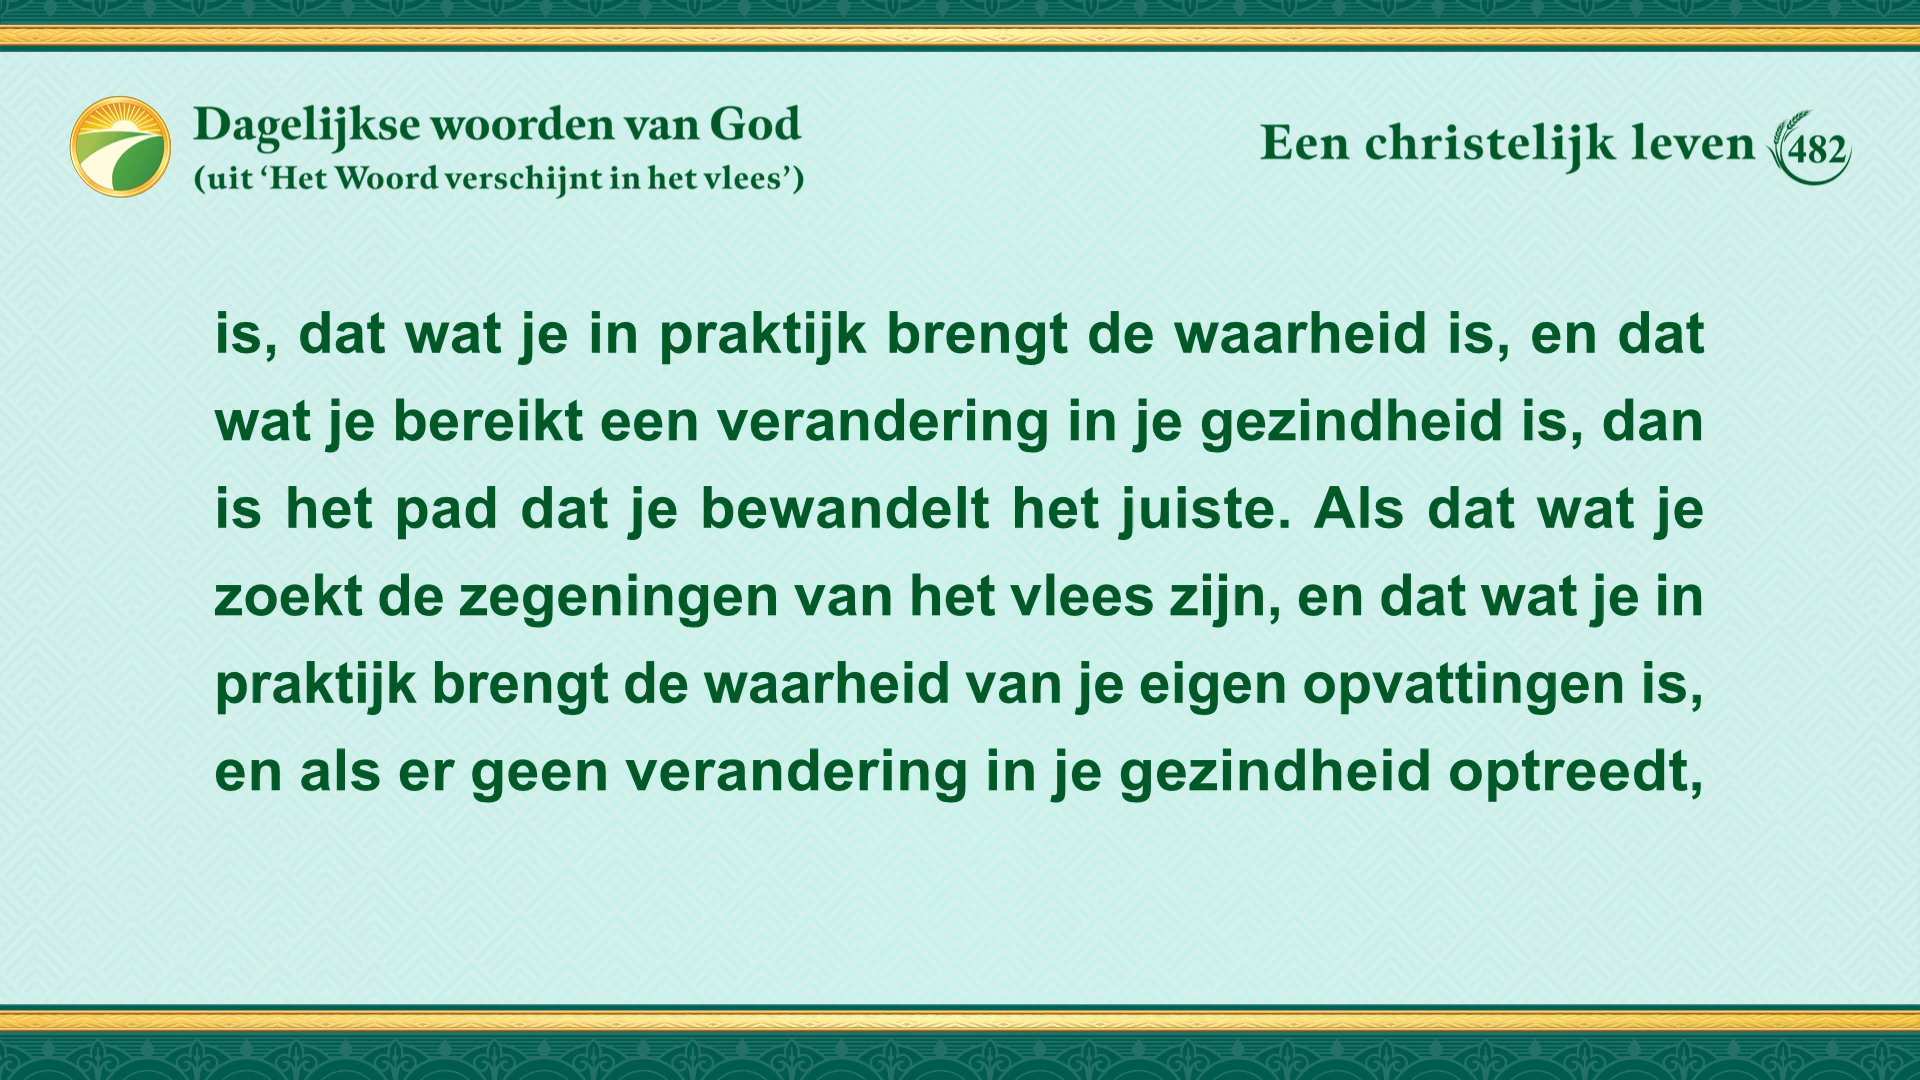 Dagelijkse woorden van God
(uit ‘Het Woord verschijnt in het vlees’)
Een christelijk leven 482
is, dat wat je in praktijk brengt de waarheid is, en dat
wat je bereikt een verandering in je gezindheid is, dan
is het pad dat je bewandelt het juiste. Als dat wat je
zoekt de zegeningen van het vlees zijn, en dat wat je in
praktijk brengt de waarheid van je eigen opvattingen is,
en als er geen verandering in je gezindheid optreedt,